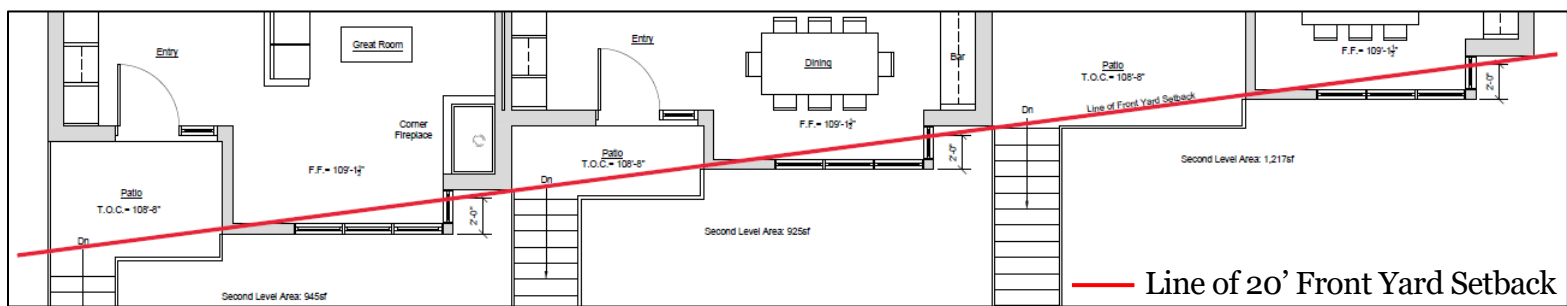 Entry
Great Room
Corner
Fireplace
F.F.= 109'-1½"
Patio
T.O.C.= 108'-8"
Dn
2'-0"
Second Level Area: 945sf
Entry
Dining
Bar
F.F.= 109'-1½"
Patio
T.O.C.= 108'-8"
Dn
2'-0"
Second Level Area: 925sf
F.F.= 109'-1½"
Patio
T.O.C.= 108'-8"
Line of Front Yard Setback
Dn
2'-0"
Second Level Area: 1,217sf
Line of 20’ Front Yard Setback